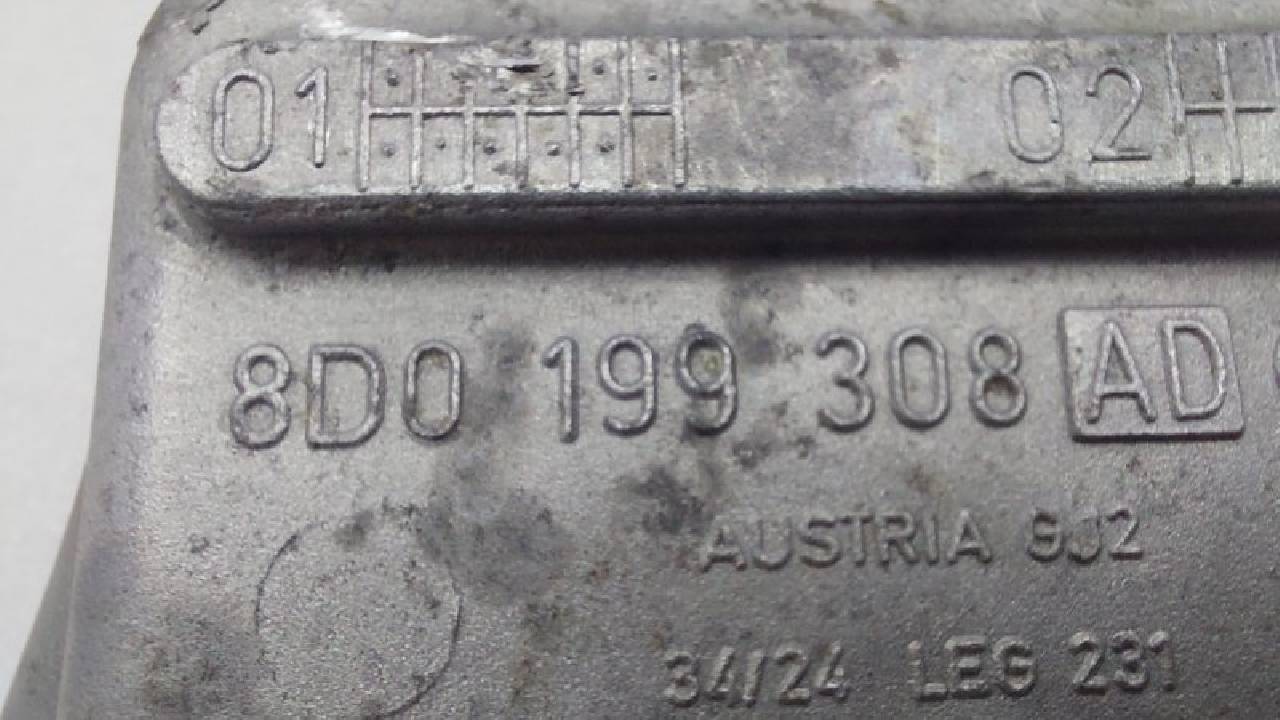 01 02
8D0 199 308 AD
AUSTRIA 9J2
34/24 LEG 231